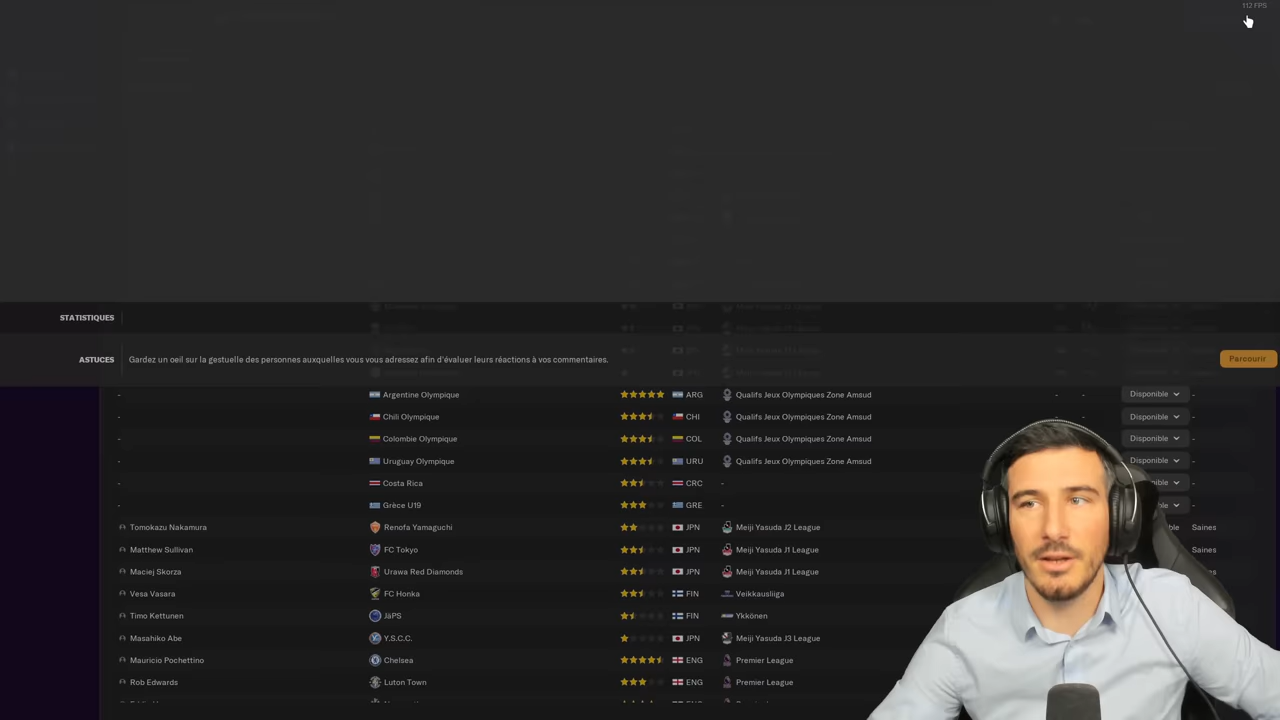 112 FPS
STATISTIQUES
ASTUCES Gardez un oeil sur la gestuelle des personnes auxquelles vous vous adressez afin d'évaluer leurs réactions à vos commentaires. Parcourir
- Argentine Olympique ARG Qualifs Jeux Olympiques Zone Amsud - - Disponible -
- Chili Olympique CHI Qualifs Jeux Olympiques Zone Amsud Disponible -
- Colombie Olympique COL Qualifs Jeux Olympiques Zone Amsud Disponible -
- Uruguay Olympique URU Qualifs Jeux Olympiques Zone Amsud Disponible -
- Costa Rica CRC - -
- Grèce U19 GRE - -
Tomokazu Nakamura Renofa Yamaguchi JPN Meiji Yasuda J2 League Saines
Matthew Sullivan FC Tokyo JPN Meiji Yasuda J1 League Saines
Maciej Skorza Urawa Red Diamonds JPN Meiji Yasuda J1 League
Vesa Vasara FC Honka FIN Veikkausliiga
Timo Kettunen JäPS FIN Ykkönen
Masahiko Abe Y.S.C.C. JPN Meiji Yasuda J3 League
Mauricio Pochettino Chelsea ENG Premier League
Rob Edwards Luton Town ENG Premier League